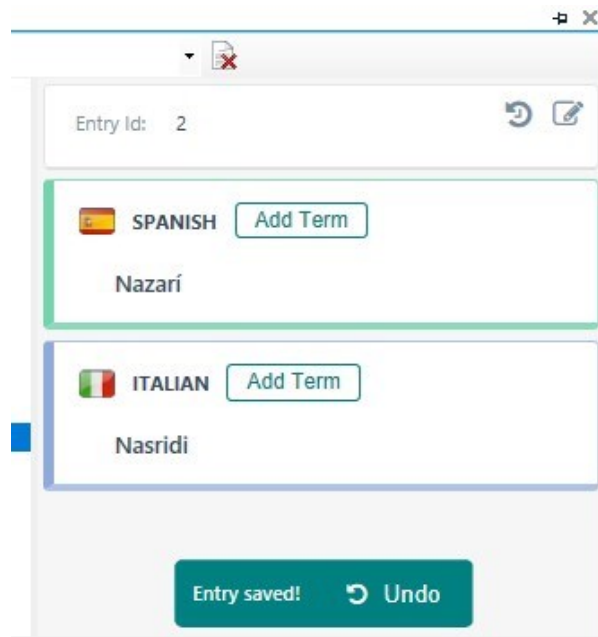 Entry Id: 2
SPANISH Add Term
Nazarí
ITALIAN Add Term
Nasridi
Entry saved! Undo